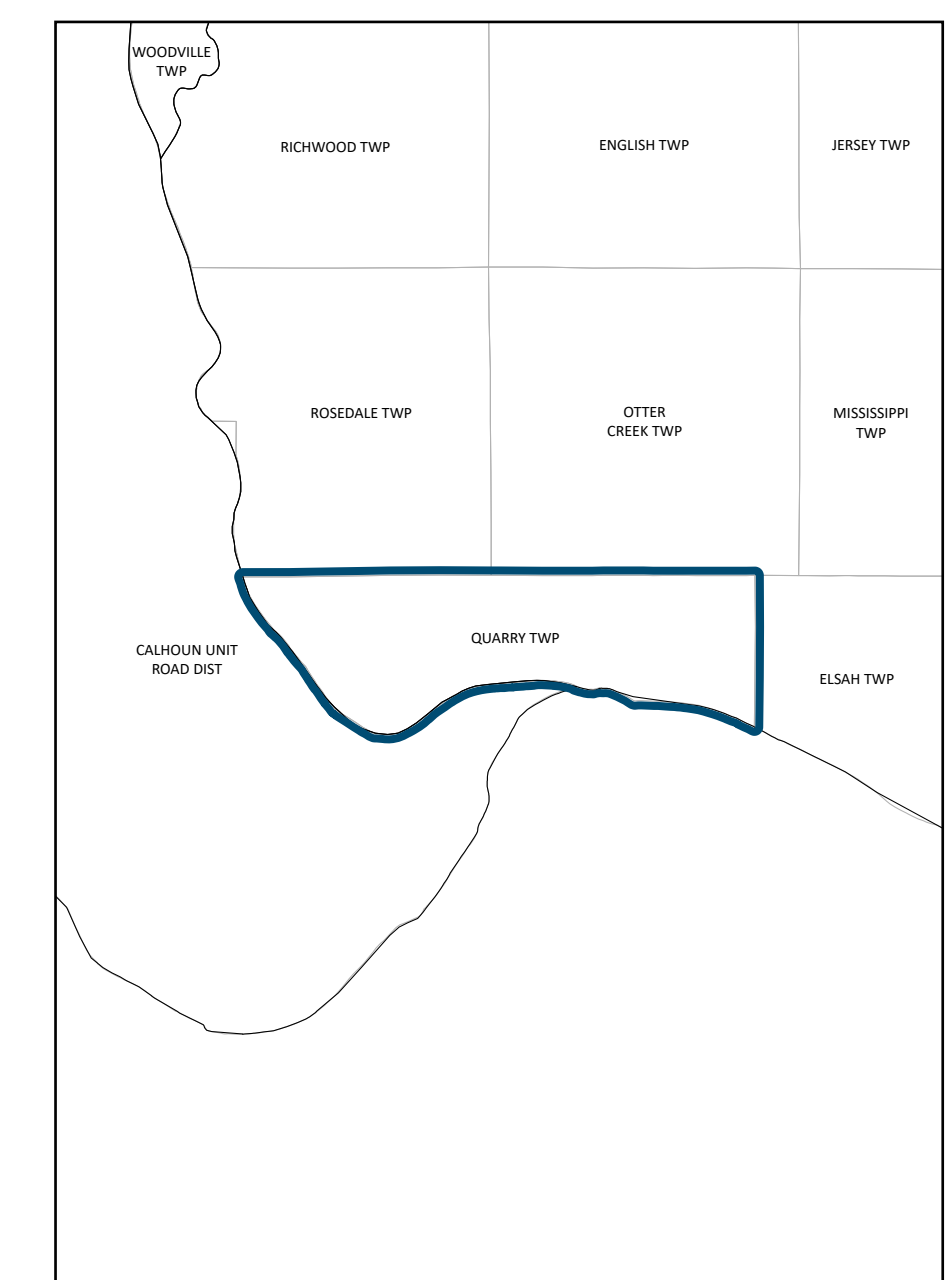 WOODVILLE
TWP
RICHWOOD TWP
ENGLISH TWP
JERSEY TWP
ROSEDALE TWP
OTTER
CREEK TWP
MISSISSIPPI
TWP
QUARRY TWP
CALHOUN UNIT
ROAD DIST
ELSAH TWP